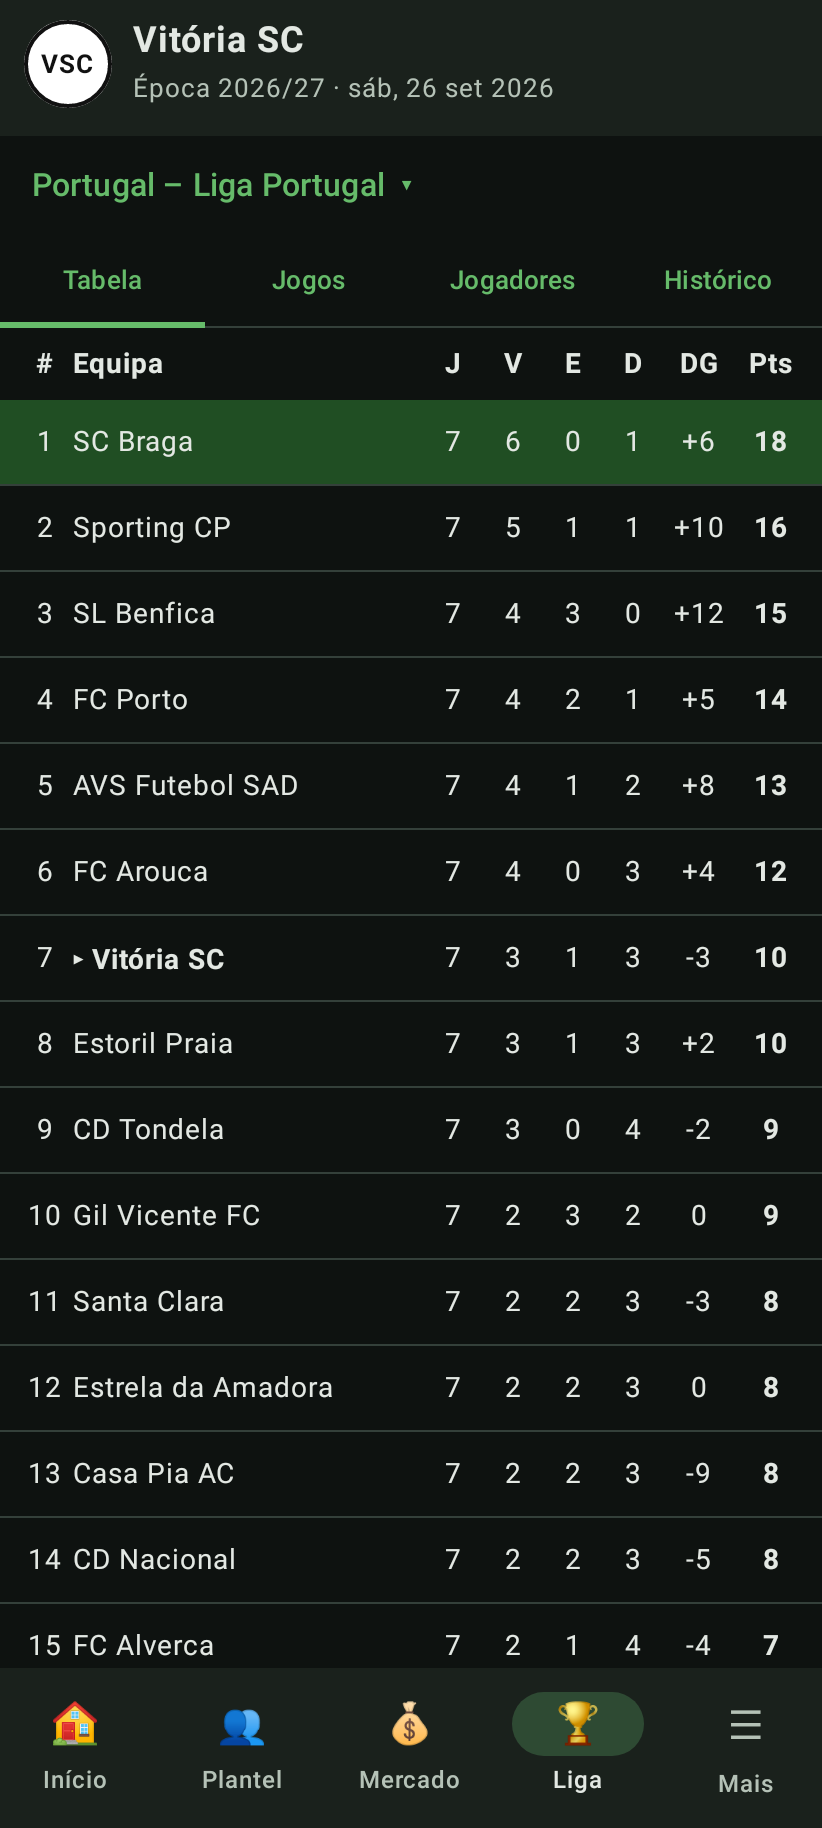 VSC
Vitória SC
Época 2026/27 · sáb, 26 set 2026
Portugal – Liga Portugal ▾
Tabela Jogos Jogadores Histórico
# Equipa J V E D DG Pts
1 SC Braga 7 6 0 1 +6 18
2 Sporting CP 7 5 1 1 +10 16
3 SL Benfica 7 4 3 0 +12 15
4 FC Porto 7 4 2 1 +5 14
5 AVS Futebol SAD 7 4 1 2 +8 13
6 FC Arouca 7 4 0 3 +4 12
7 ▸ Vitória SC 7 3 1 3 -3 10
8 Estoril Praia 7 3 1 3 +2 10
9 CD Tondela 7 3 0 4 -2 9
10 Gil Vicente FC 7 2 3 2 0 9
11 Santa Clara 7 2 2 3 -3 8
12 Estrela da Amadora 7 2 2 3 0 8
13 Casa Pia AC 7 2 2 3 -9 8
14 CD Nacional 7 2 2 3 -5 8
15 FC Alverca 7 2 1 4 -4 7
Início Plantel Mercado Liga Mais